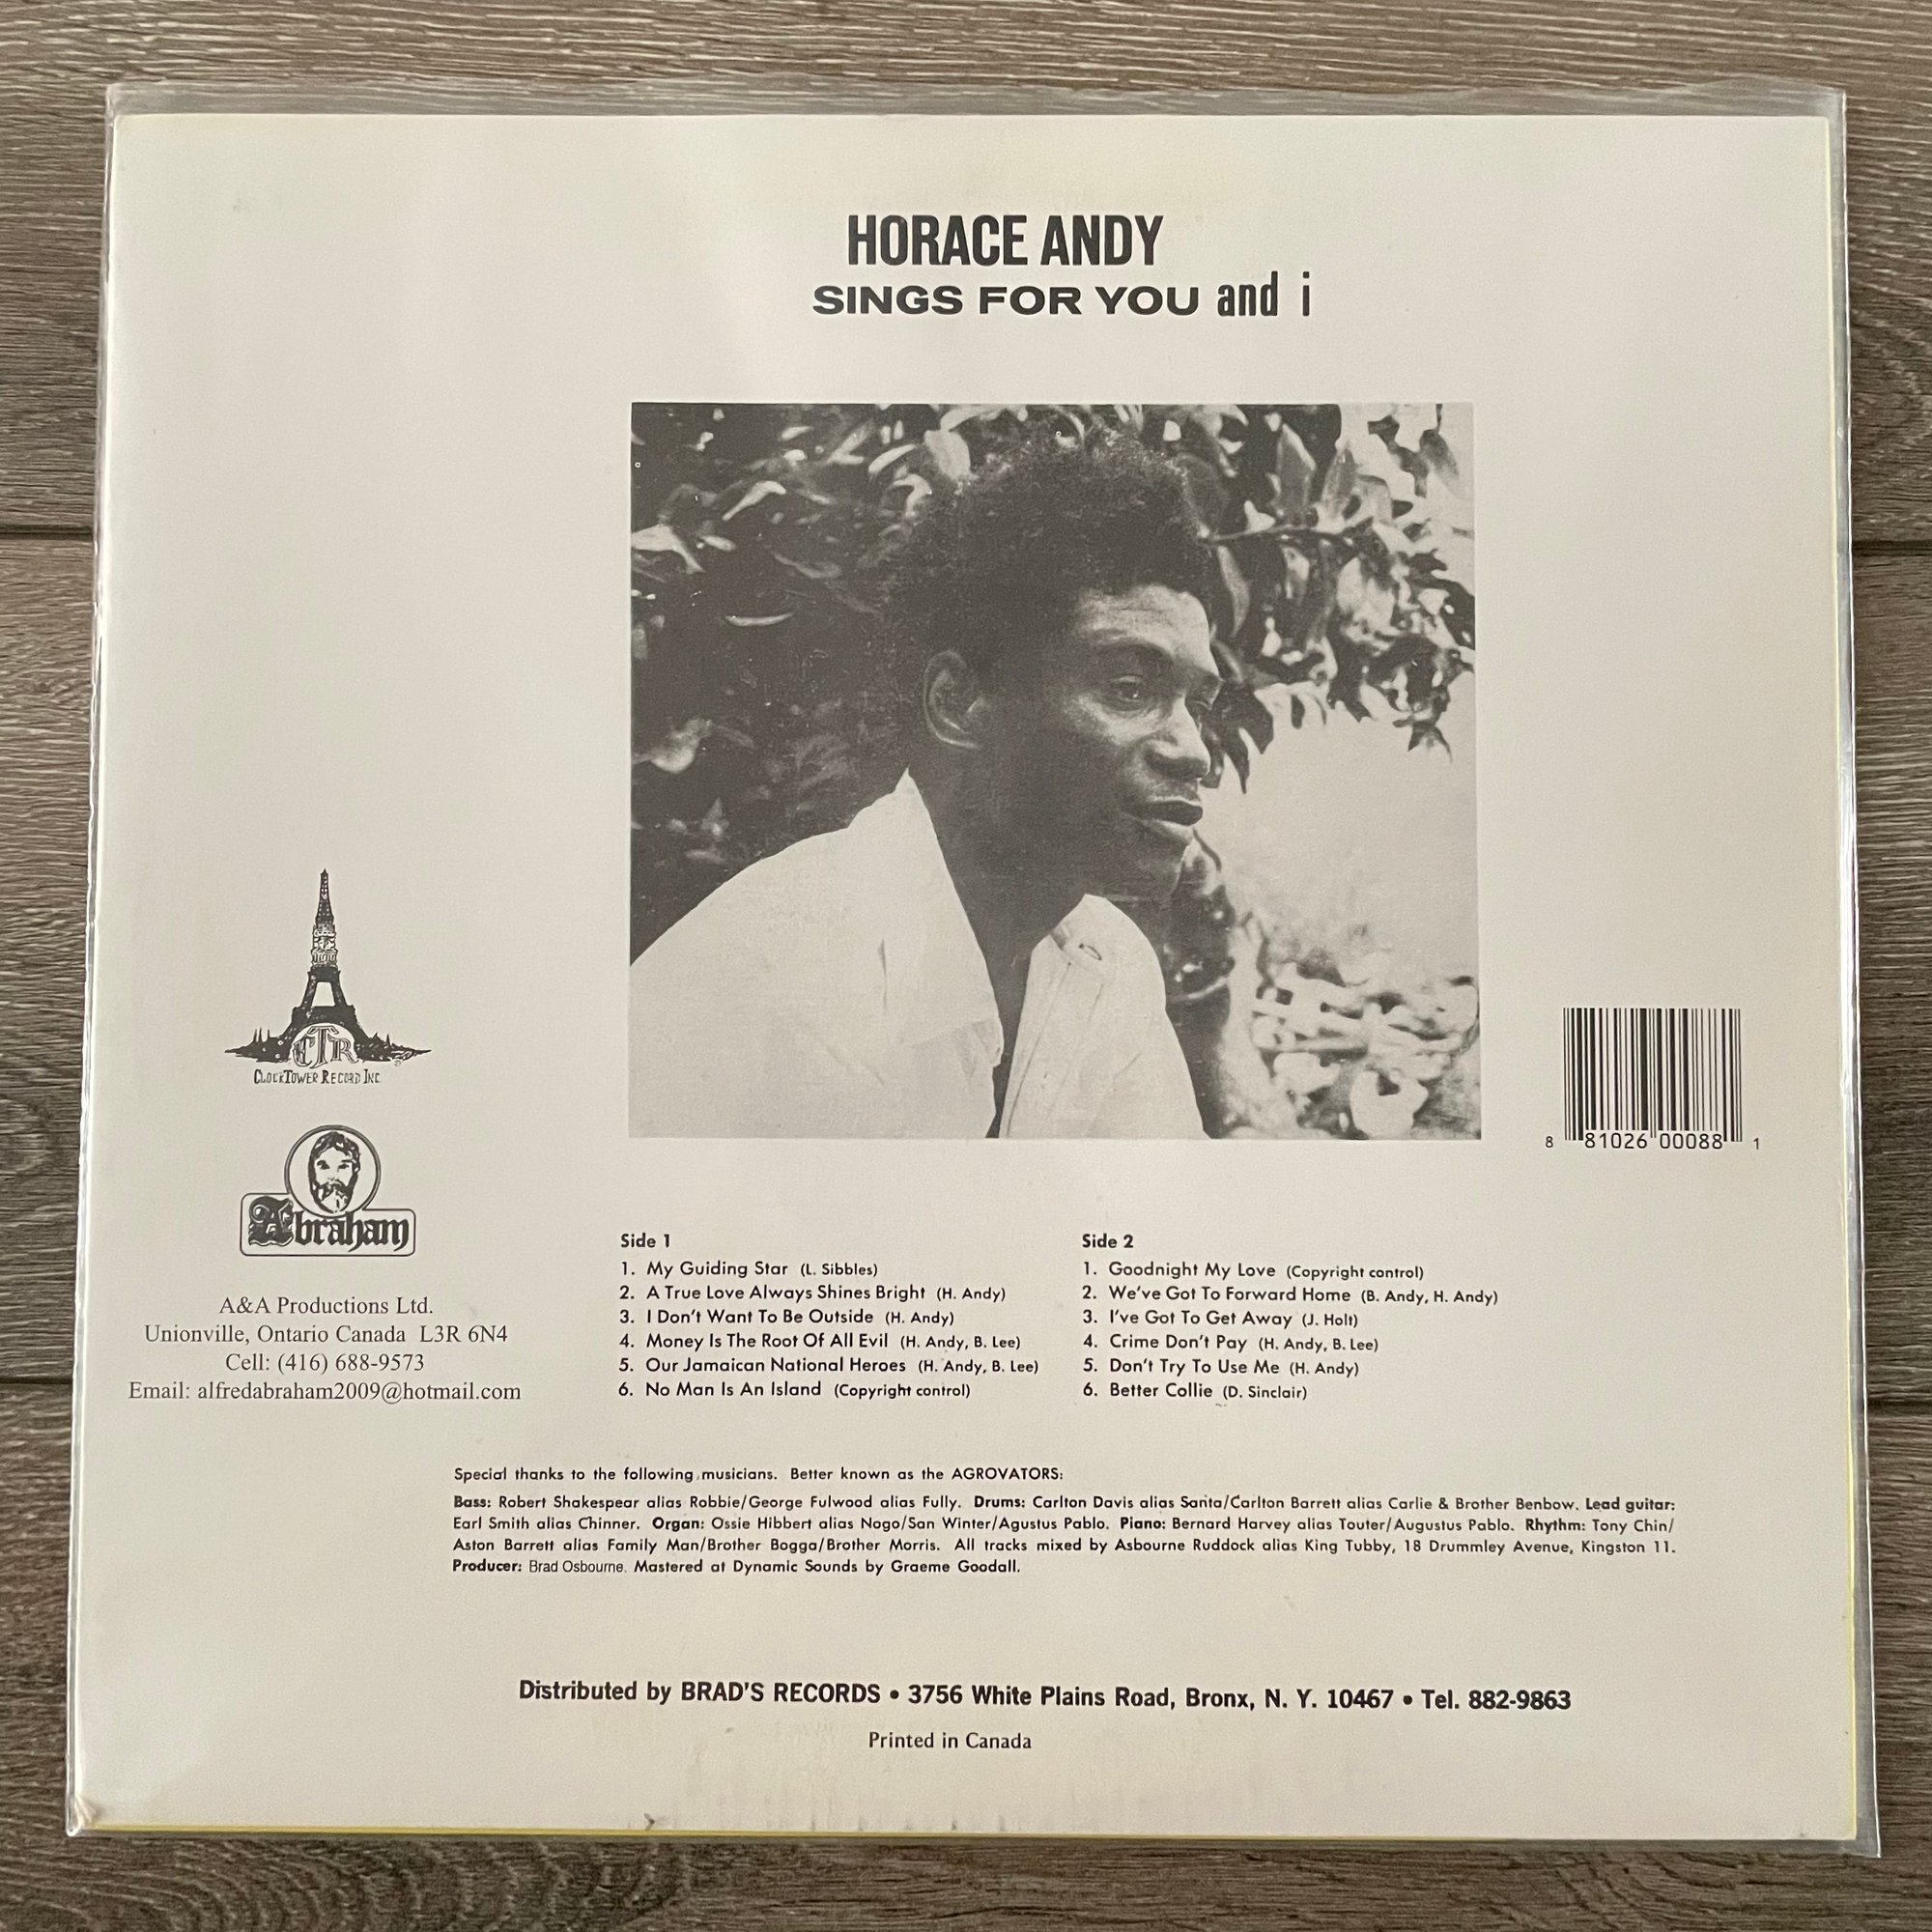 HORACE ANDY
SINGS FOR YOU and i
CTR
CLOCKTOWER RECORD INC
Abraham
A&A Productions Ltd.
Unionville, Ontario Canada L3R 6N4
Cell: (416) 688-9573
Email: alfredabraham2009@hotmail.com
8 81026 00088 1
Side 1
1. My Guiding Star (L. Sibbles)
2. A True Love Always Shines Bright (H. Andy)
3. I Don't Want To Be Outside (H. Andy)
4. Money Is The Root Of All Evil (H. Andy, B. Lee)
5. Our Jamaican National Heroes (H. Andy, B. Lee)
6. No Man Is An Island (Copyright control)
Side 2
1. Goodnight My Love (Copyright control)
2. We've Got To Forward Home (B. Andy, H. Andy)
3. I've Got To Get Away (J. Holt)
4. Crime Don't Pay (H. Andy, B. Lee)
5. Don't Try To Use Me (H. Andy)
6. Better Collie (D. Sinclair)
Special thanks to the following musicians. Better known as the AGROVATORS:
Bass: Robert Shakespear alias Robbie/George Fulwood alias Fully. Drums: Carlton Davis alias Santa/Carlton Barrett alias Carlie & Brother Benbow. Lead guitar:
Earl Smith alias Chinner. Organ: Ossie Hibbert alias Nogo/San Winter/Agustus Pablo. Piano: Bernard Harvey alias Touter/Augustus Pablo. Rhythm: Tony Chin/
Aston Barrett alias Family Man/Brother Bogga/Brother Morris. All tracks mixed by Asbourne Ruddock alias King Tubby, 18 Drummley Avenue, Kingston 11.
Producer: Brad Osbourne. Mastered at Dynamic Sounds by Graeme Goodall.
Distributed by BRAD'S RECORDS • 3756 White Plains Road, Bronx, N. Y. 10467 • Tel. 882-9863
Printed in Canada